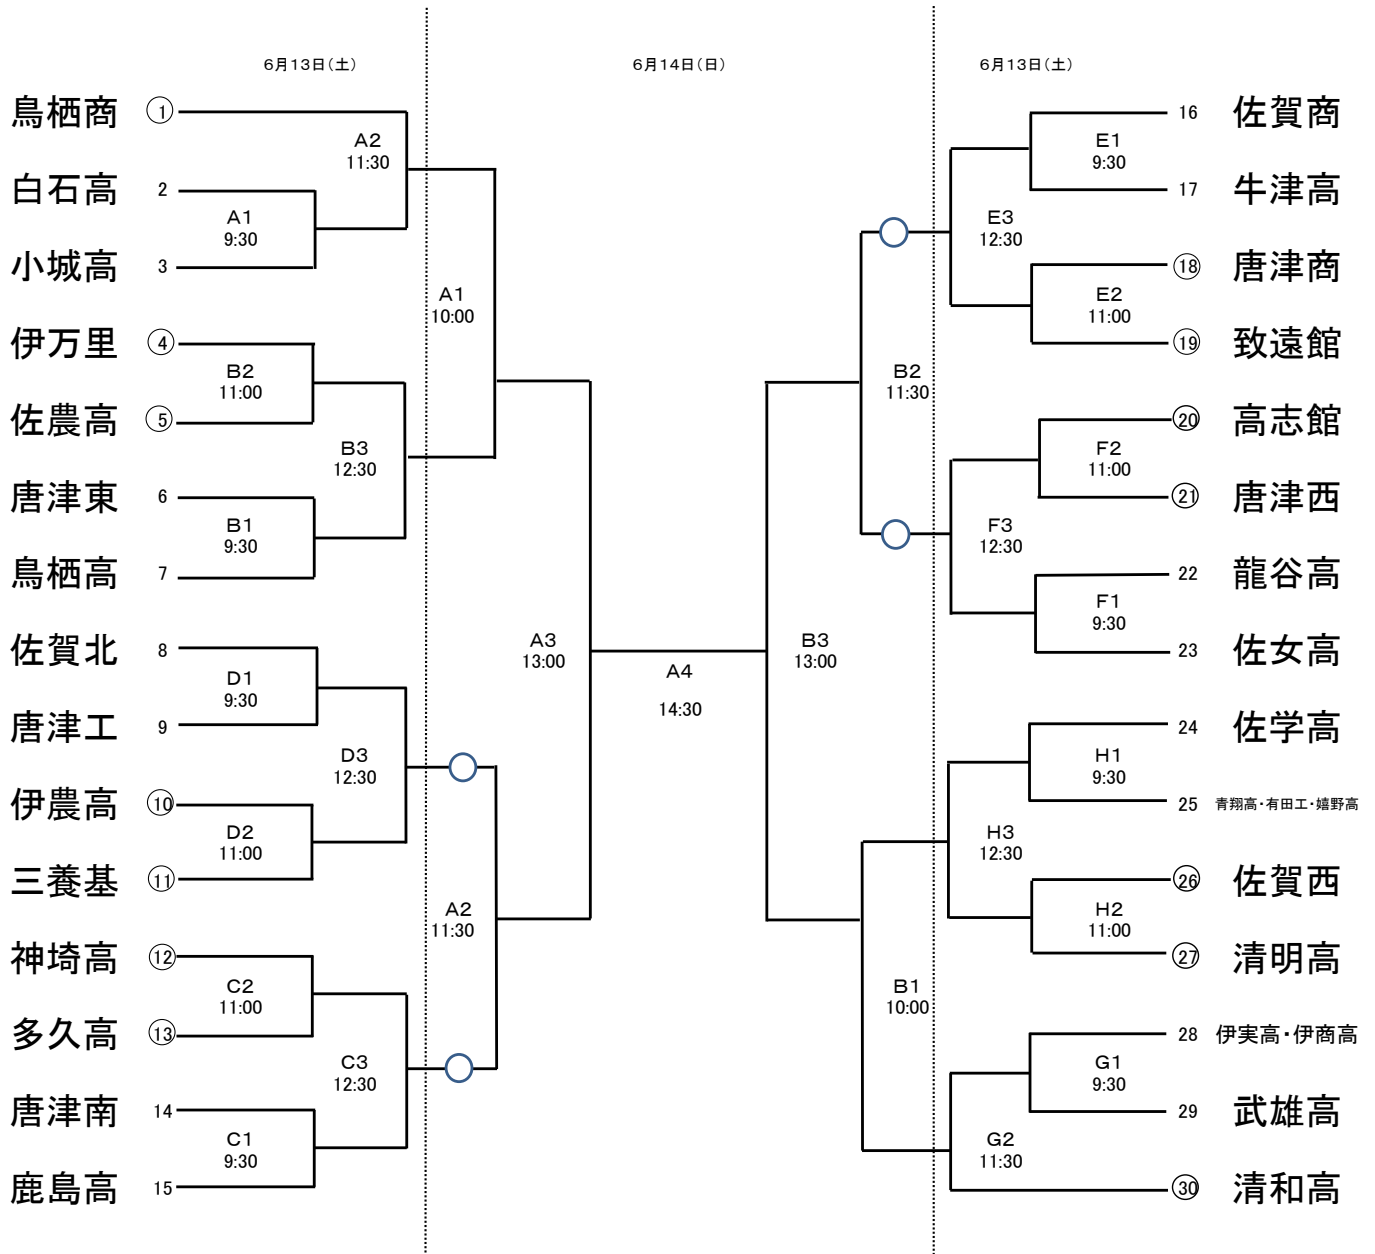 6月13日(土)
6月14日(日)
6月13日(土)
鳥栖商 ①
白石高 2
小城高 3
伊万里 ④
佐農高 ⑤
唐津東 6
鳥栖高 7
佐賀北 8
唐津工 9
伊農高 ⑩
三養基 ⑪
神埼高 ⑫
多久高 ⑬
唐津南 14
鹿島高 15
A2
11:30
A1
9:30
B2
11:00
B3
12:30
B1
9:30
D1
9:30
D3
12:30
D2
11:00
C2
11:00
C3
12:30
C1
9:30
A1
10:00
A2
11:30
A3
13:00
A4
14:30
B3
13:00
B2
11:30
B1
10:00
E1
9:30
E3
12:30
E2
11:00
F2
11:00
F3
12:30
F1
9:30
H1
9:30
H3
12:30
H2
11:00
G1
9:30
G2
11:30
16 佐賀商
17 牛津高
⑱ 唐津商
⑲ 致遠館
⑳ 高志館
㉑ 唐津西
22 龍谷高
23 佐女高
24 佐学高
25 青翔高・有田工・嬉野高
㉖ 佐賀西
㉗ 清明高
28 伊実高・伊商高
29 武雄高
㉚ 清和高